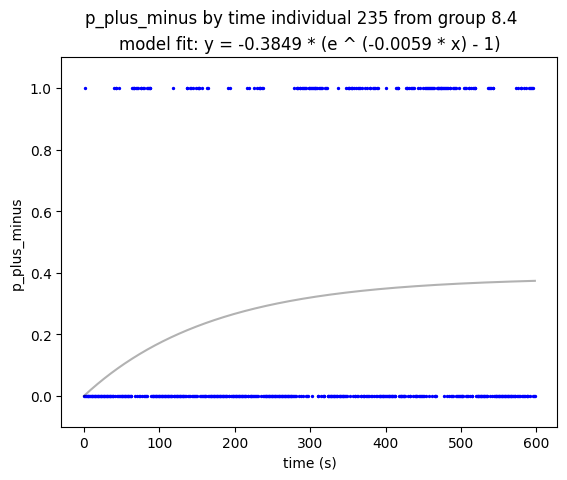 p_plus_minus by time individual 235 from group 8.4
model fit: y = -0.3849 * (e ^ (-0.0059 * x) - 1)
1.0
0.8
0.6
0.4
0.2
0.0
p_plus_minus
0 100 200 300 400 500 600
time (s)